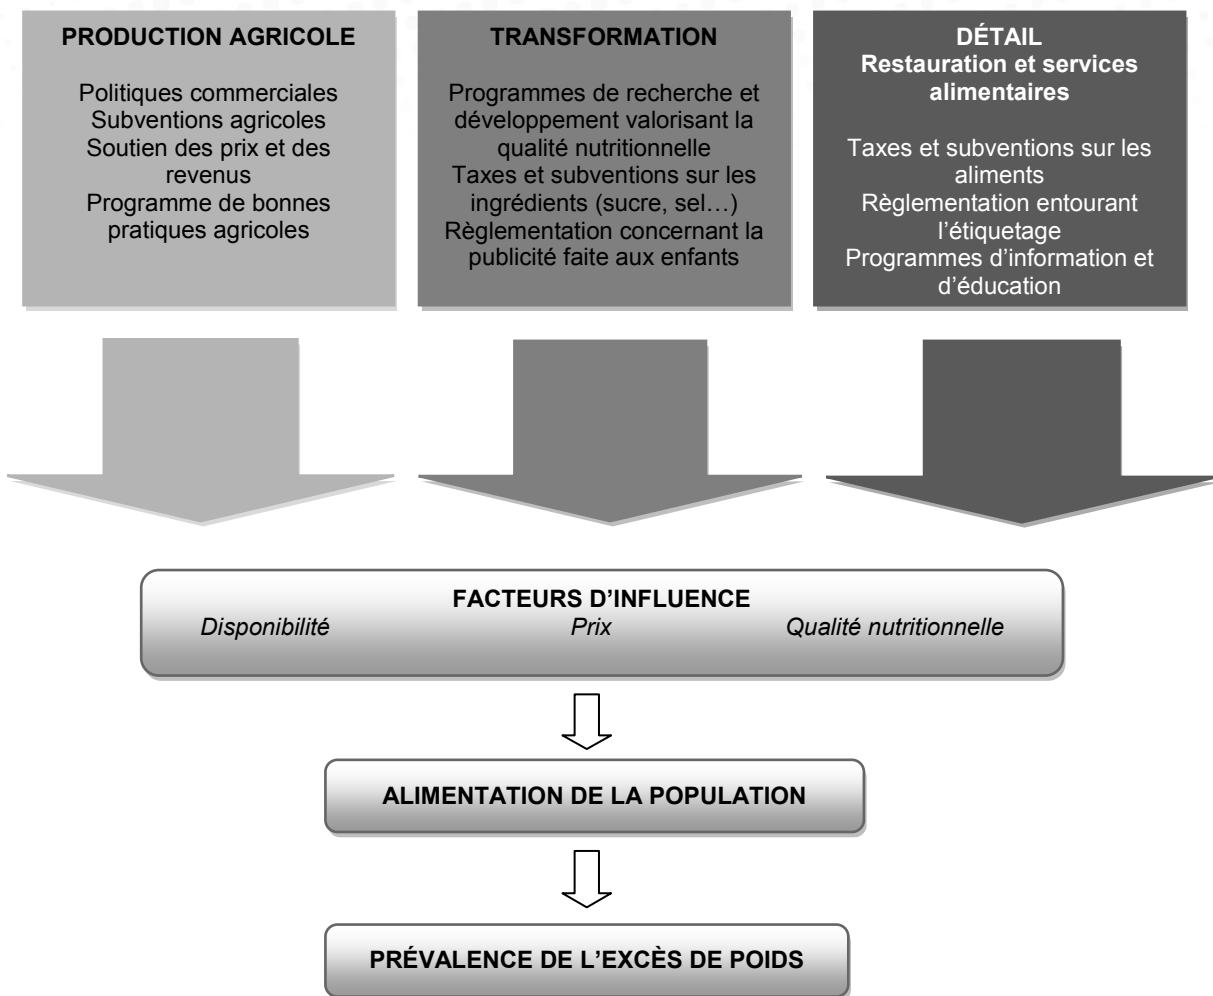 PRODUCTION AGRICOLE
Politiques commerciales
Subventions agricoles
Soutien des prix et des
revenus
Programme de bonnes
pratiques agricoles
TRANSFORMATION
Programmes de recherche et
développement valorisant la
qualité nutritionnelle
Taxes et subventions sur les
ingrédients (sucre, sel…)
Règlementation concernant la
publicité faite aux enfants
DÉTAIL
Restauration et services
alimentaires
Taxes et subventions sur les
aliments
Règlementation entourant
l’étiquetage
Programmes d’information et
d’éducation
FACTEURS D’INFLUENCE
Disponibilité Prix Qualité nutritionnelle
ALIMENTATION DE LA POPULATION
PRÉVALENCE DE L’EXCÈS DE POIDS